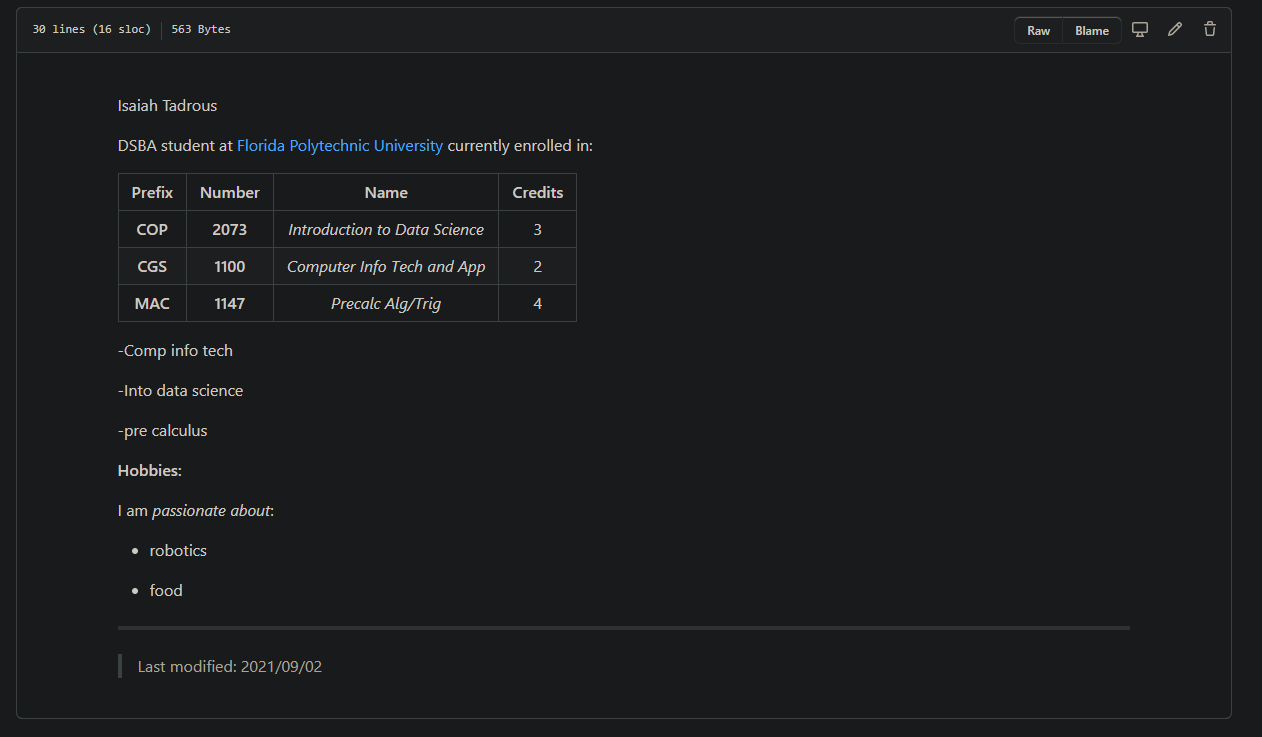 30 lines (16 sloc) 563 Bytes Raw Blame
Isaiah Tadrous
DSBA student at Florida Polytechnic University currently enrolled in:
Prefix Number Name Credits
COP 2073 Introduction to Data Science 3
CGS 1100 Computer Info Tech and App 2
MAC 1147 Precalc Alg/Trig 4
-Comp info tech
-Into data science
-pre calculus
Hobbies:
I am passionate about:
• robotics
• food
Last modified: 2021/09/02